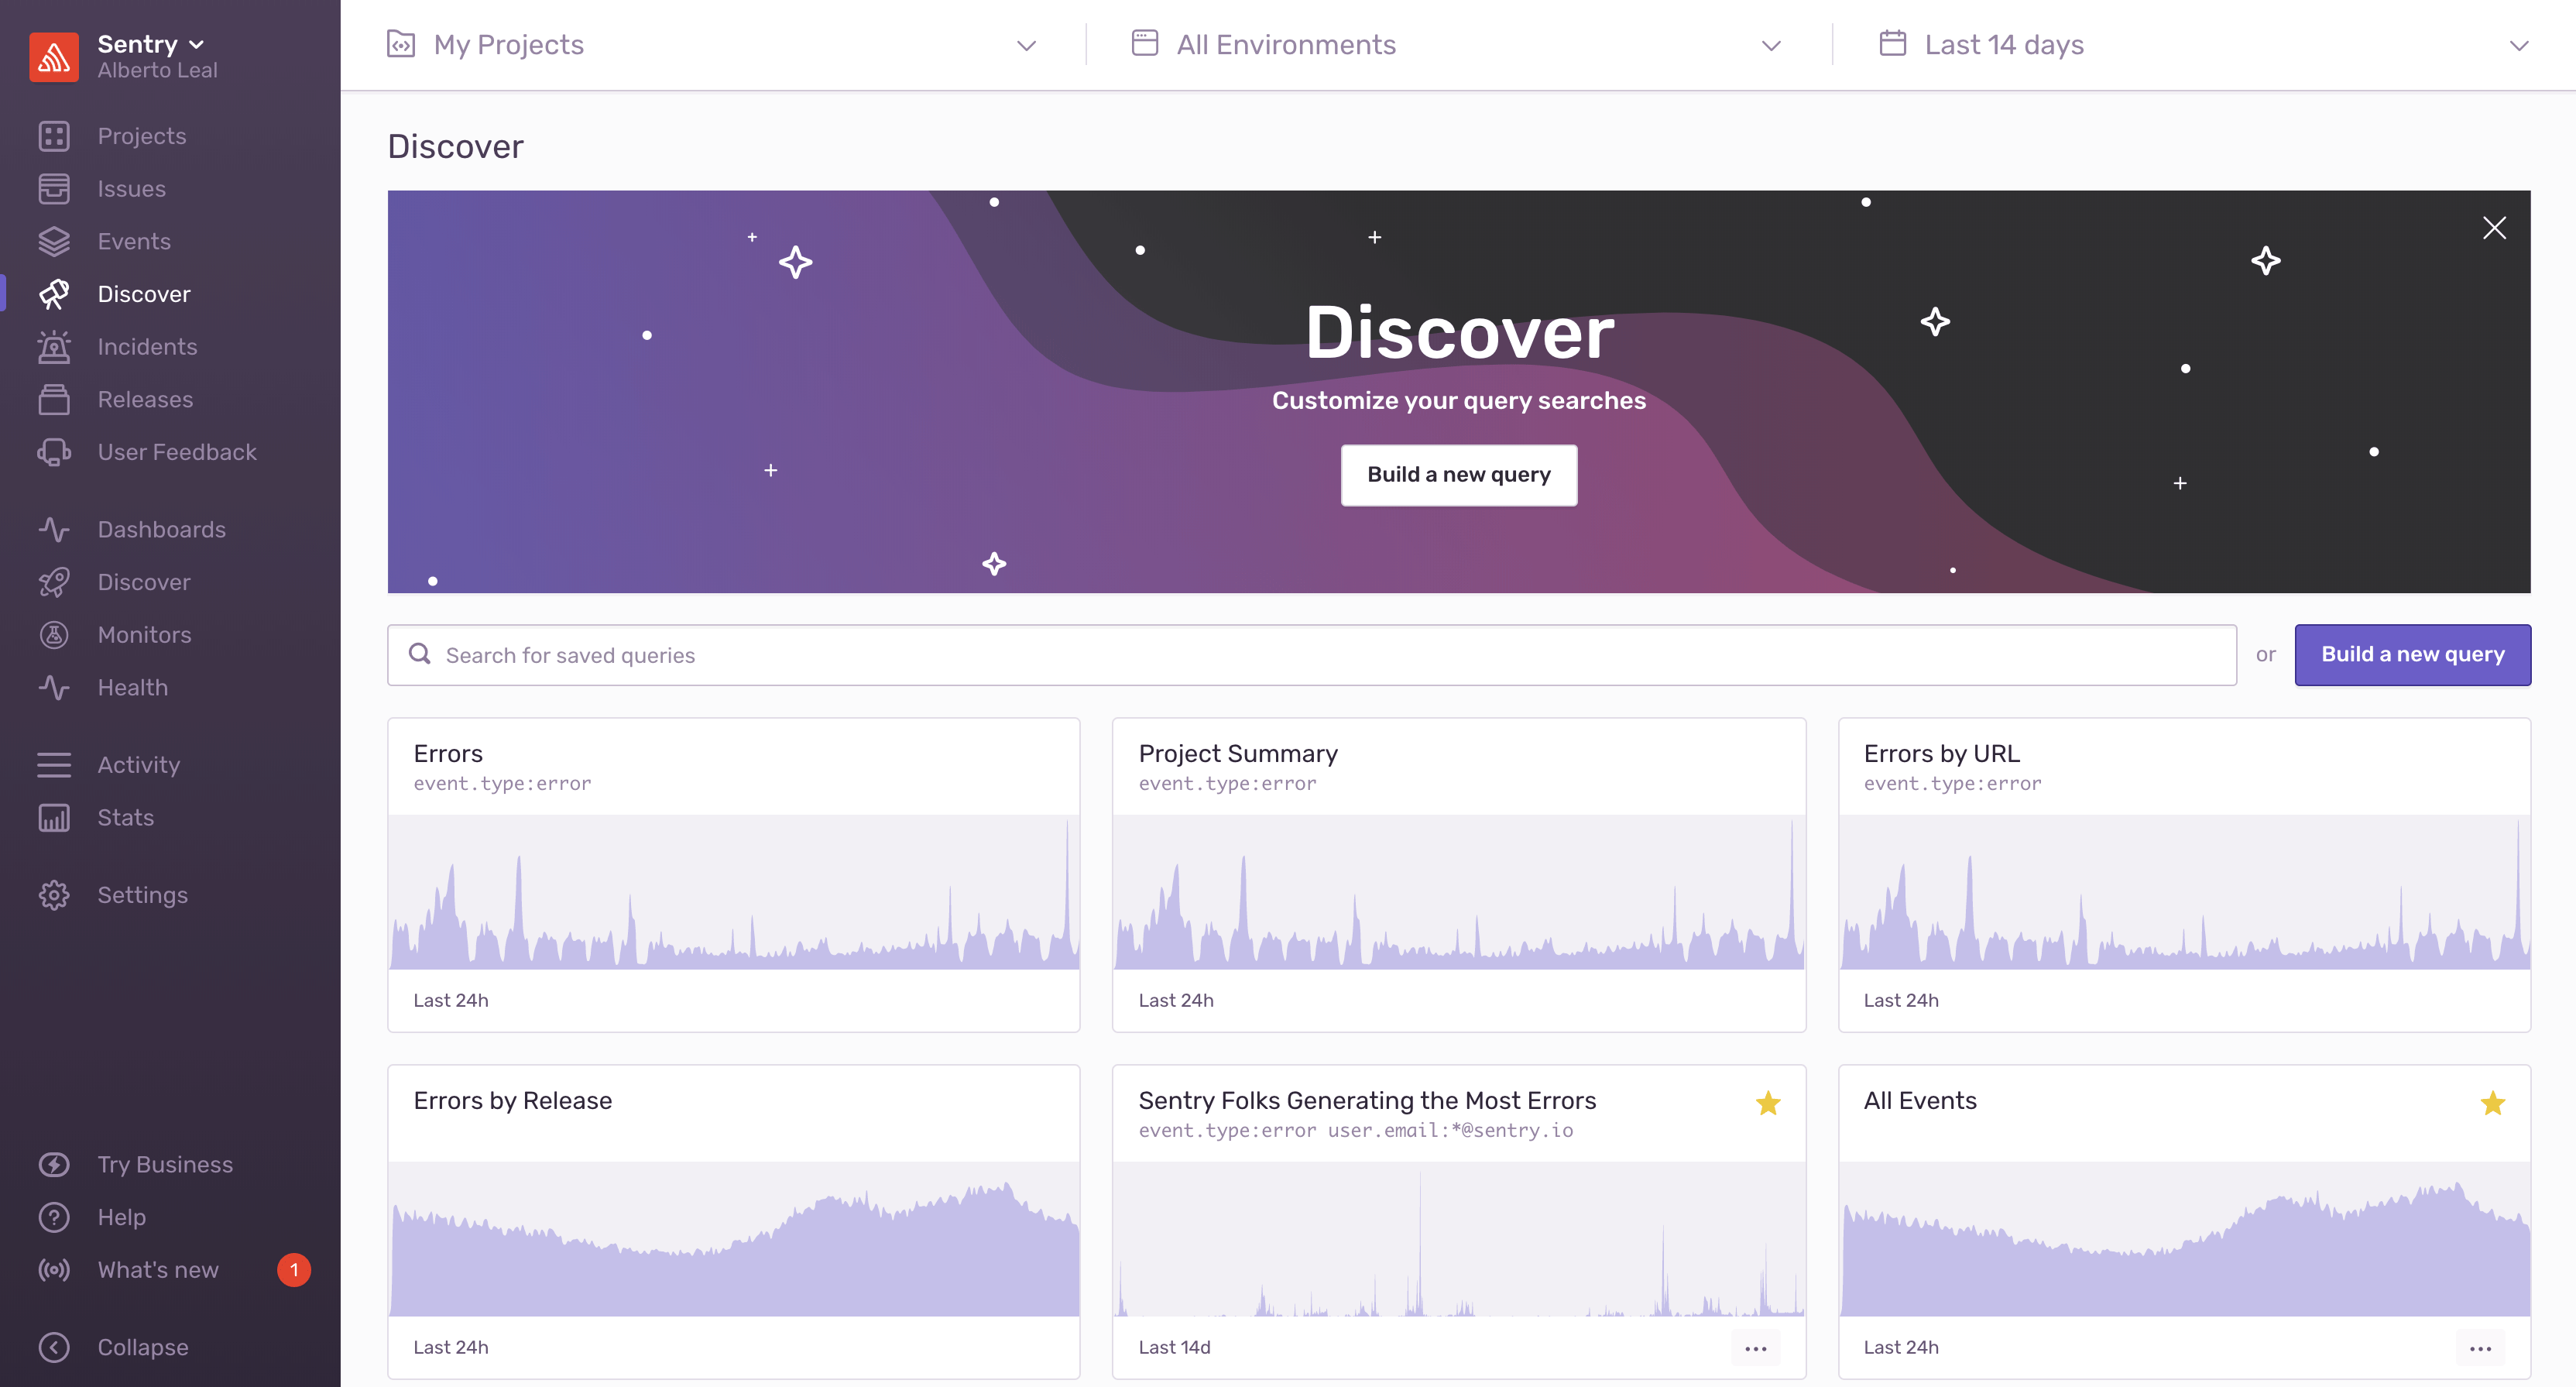 Sentry
Alberto Leal
Projects
Issues
Events
Discover
Incidents
Releases
User Feedback
Dashboards
Discover
Monitors
Health
Activity
Stats
Settings
Try Business
Help
What's new 1
Collapse
My Projects
All Environments
Last 14 days
Discover
Discover
Customize your query searches
Build a new query
Search for saved queries
or
Build a new query
Errors
event.type:error
Last 24h
Project Summary
event.type:error
Last 24h
Errors by URL
event.type:error
Last 24h
Errors by Release
Last 24h
Sentry Folks Generating the Most Errors
event.type:error user.email:*@sentry.io
Last 14d
All Events
Last 24h